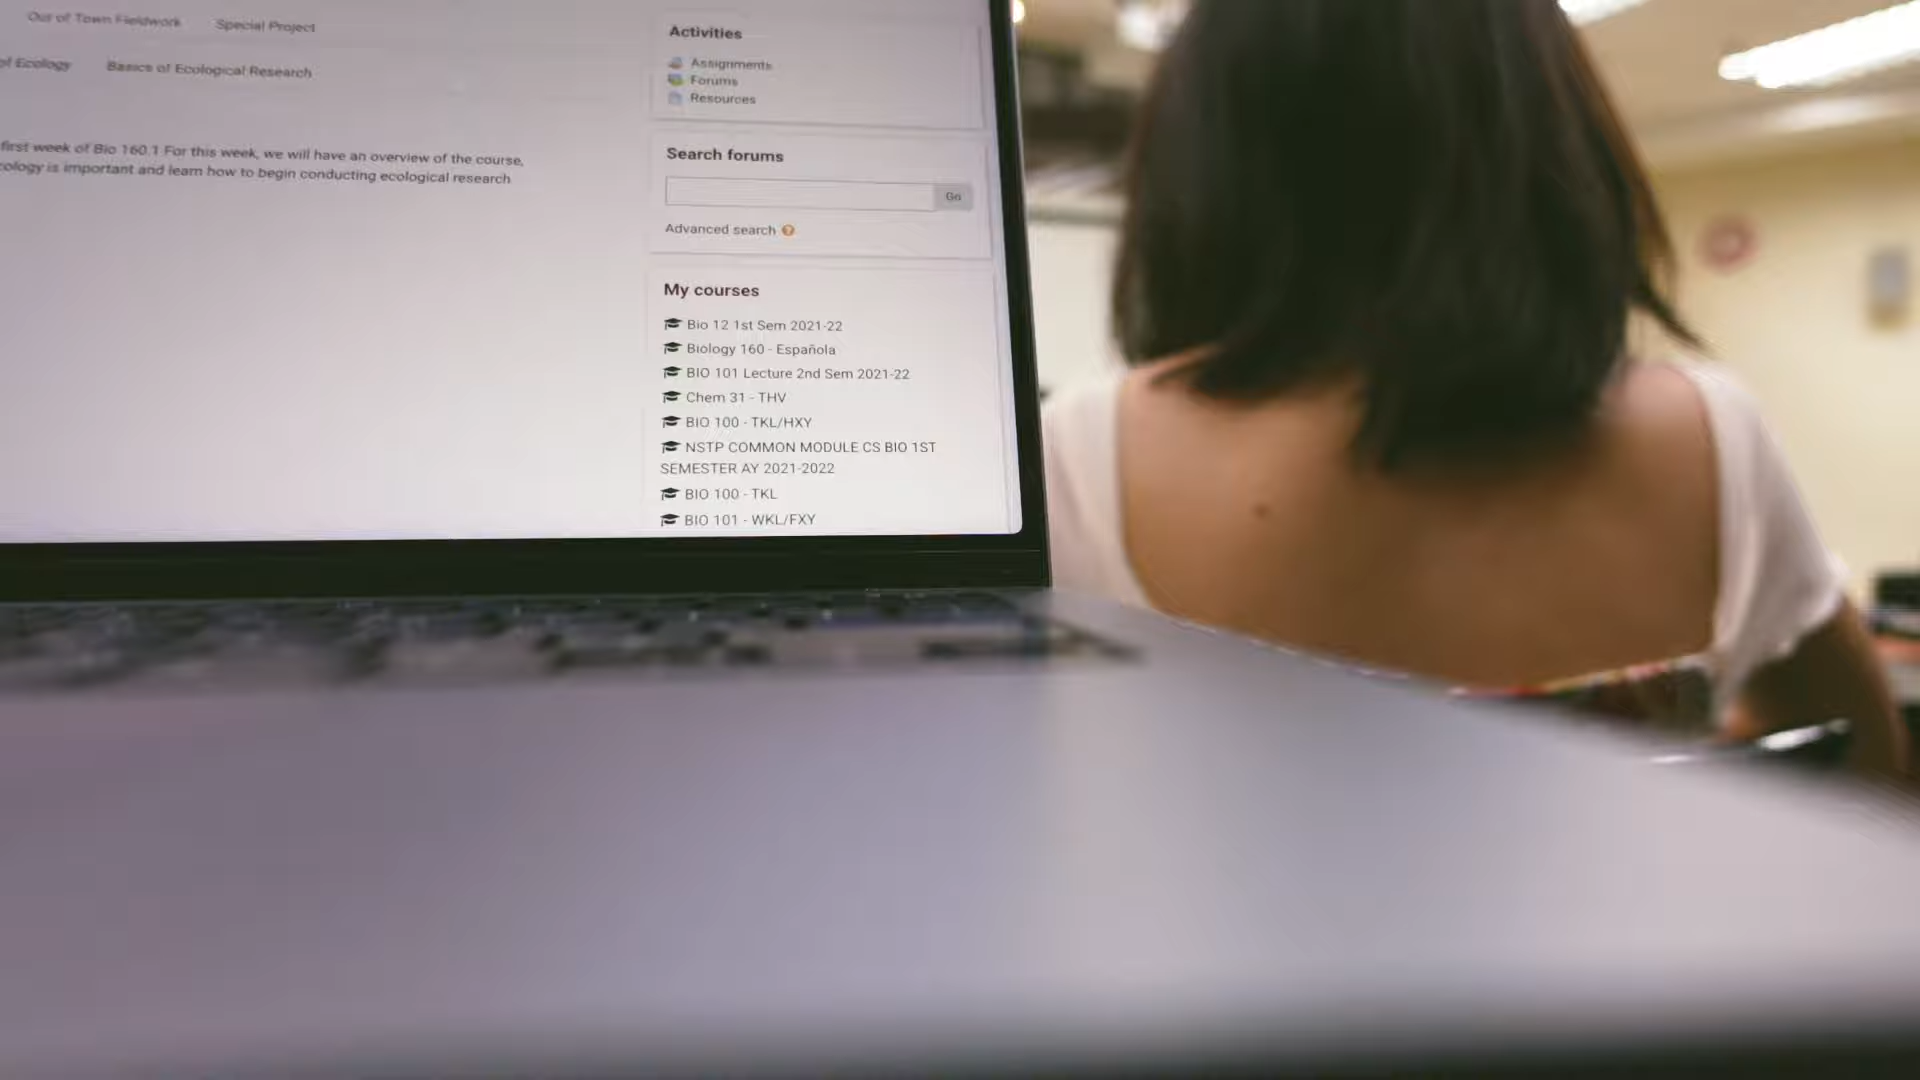 Out of Town Fieldwork Special Project
of Ecology Basics of Ecological Research
first week of Bio 160.1 For this week, we will have an overview of the course,
cology is important and learn how to begin conducting ecological research
Activities
Assignments
Forums
Resources
Search forums
Go
Advanced search
My courses
Bio 12 1st Sem 2021-22
Biology 160 - Española
BIO 101 Lecture 2nd Sem 2021-22
Chem 31 - THV
BIO 100 - TKL/HXY
NSTP COMMON MODULE CS BIO 1ST
SEMESTER AY 2021-2022
BIO 100 - TKL
BIO 101 - WKL/FXY